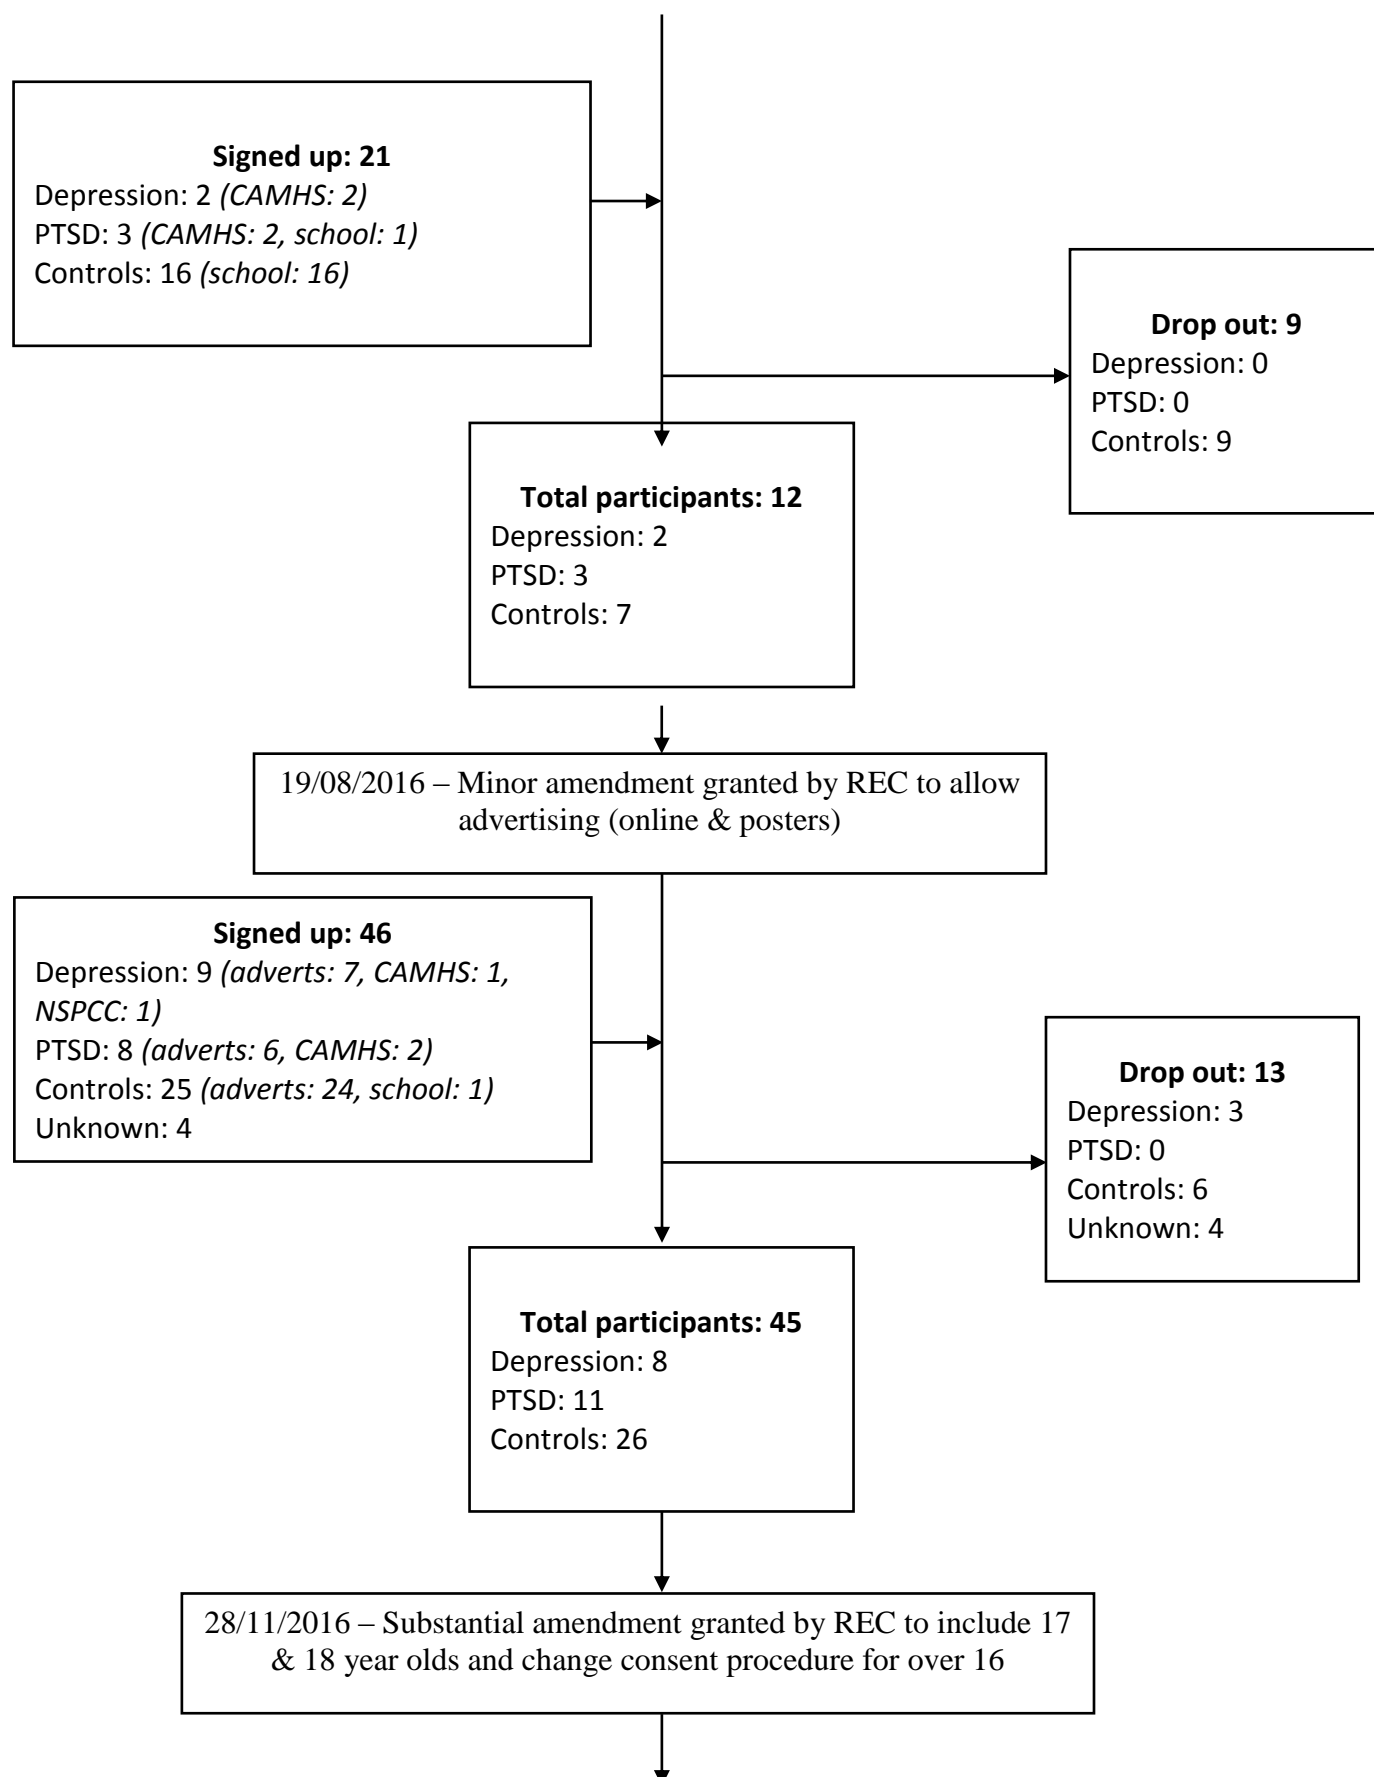 Signed up: 21
Depression: 2 (CAMHS: 2)
PTSD: 3 (CAMHS: 2, school: 1)
Controls: 16 (school: 16)
Drop out: 9
Depression: 0
PTSD: 0
Controls: 9
Total participants: 12
Depression: 2
PTSD: 3
Controls: 7
19/08/2016 – Minor amendment granted by REC to allow
advertising (online & posters)
Signed up: 46
Depression: 9 (adverts: 7, CAMHS: 1,
NSPCC: 1)
PTSD: 8 (adverts: 6, CAMHS: 2)
Controls: 25 (adverts: 24, school: 1)
Unknown: 4
Drop out: 13
Depression: 3
PTSD: 0
Controls: 6
Unknown: 4
Total participants: 45
Depression: 8
PTSD: 11
Controls: 26
28/11/2016 – Substantial amendment granted by REC to include 17
& 18 year olds and change consent procedure for over 16